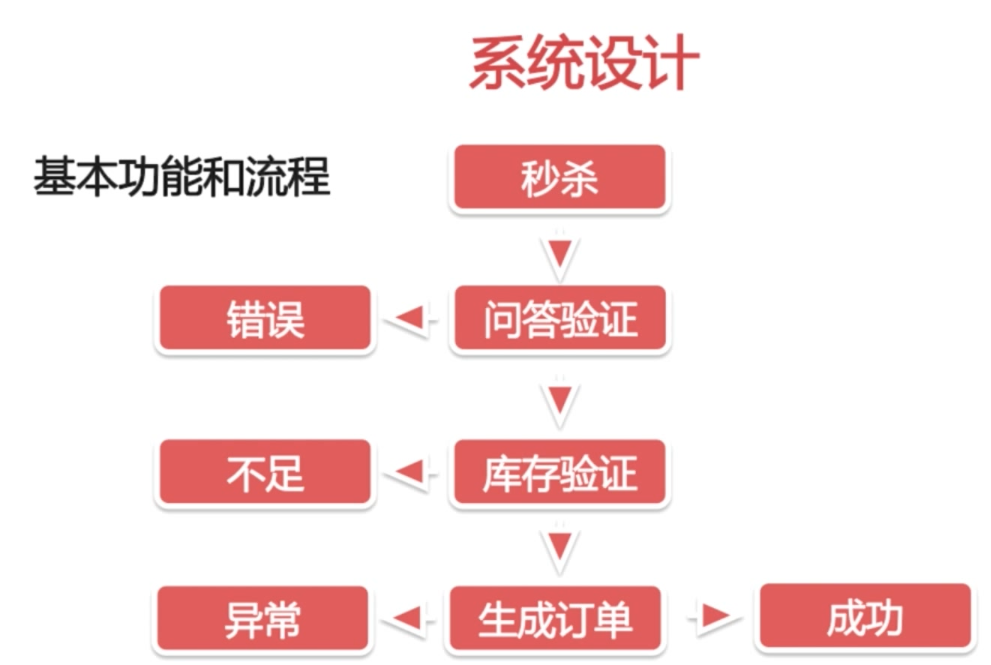 系统设计
基本功能和流程
秒杀
错误
问答验证
不足
库存验证
异常
生成订单
成功